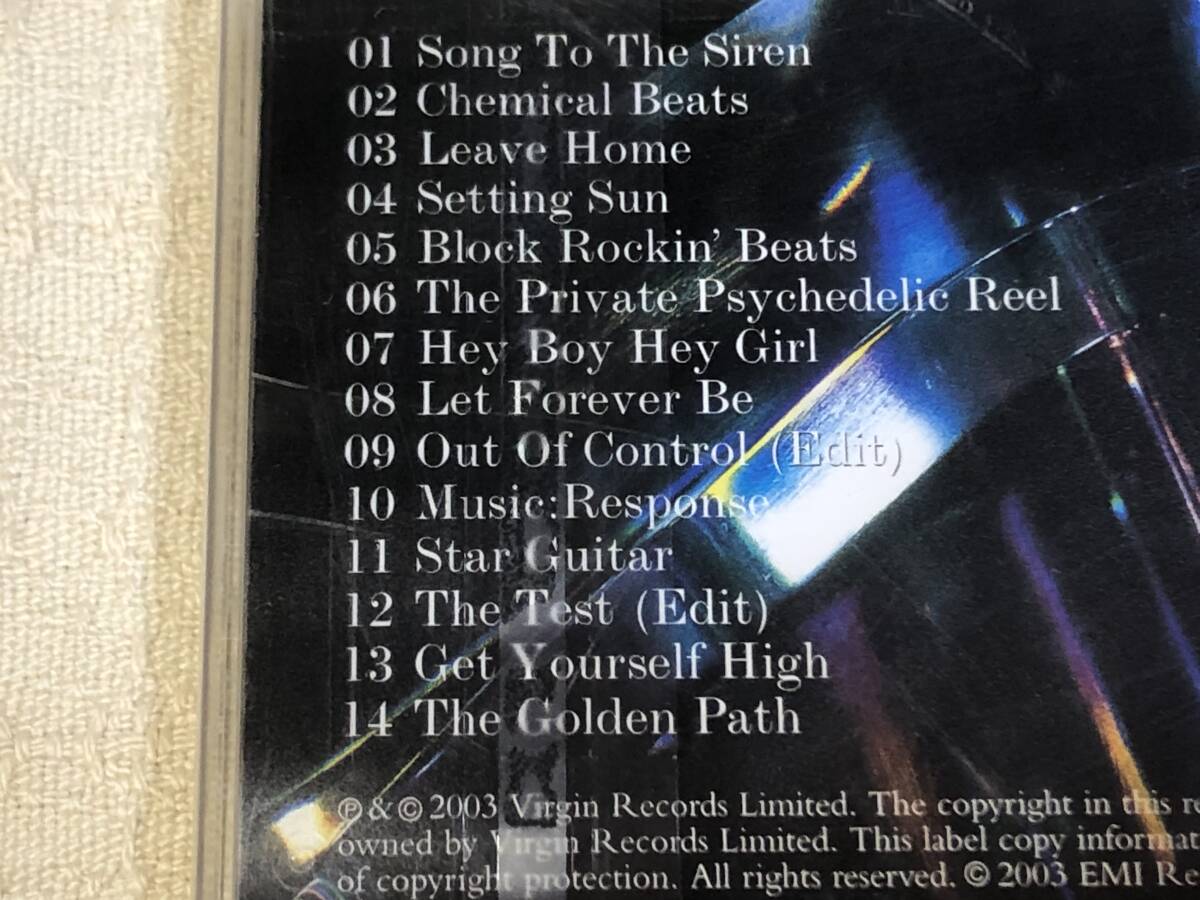 01 Song To The Siren
02 Chemical Beats
03 Leave Home
04 Setting Sun
05 Block Rockin' Beats
06 The Private Psychedelic Reel
07 Hey Boy Hey Girl
08 Let Forever Be
09 Out Of Control (Edit)
10 Music:Response
11 Star Guitar
12 The Test (Edit)
13 Get Yourself High
14 The Golden Path
℗ & © 2003 Virgin Records Limited. The copyright in this
owned by Virgin Records Limited. This label copy
of copyright protection. All rights reserved. © 2003 EMI